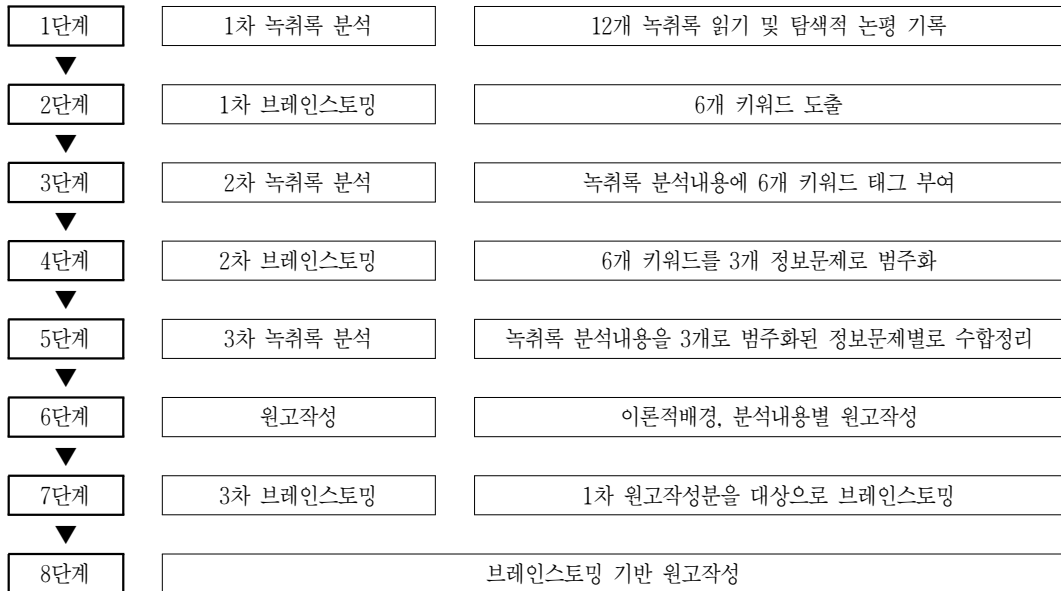 1단계 1차 녹취록 분석 12개 녹취록 읽기 및 탐색적 논평 기록
▼
2단계 1차 브레인스토밍 6개 키워드 도출
▼
3단계 2차 녹취록 분석 녹취록 분석내용에 6개 키워드 태그 부여
▼
4단계 2차 브레인스토밍 6개 키워드를 3개 정보문제로 범주화
▼
5단계 3차 녹취록 분석 녹취록 분석내용을 3개로 범주화된 정보문제별로 수합정리
▼
6단계 원고작성 이론적배경, 분석내용별 원고작성
▼
7단계 3차 브레인스토밍 1차 원고작성분을 대상으로 브레인스토밍
▼
8단계 브레인스토밍 기반 원고작성